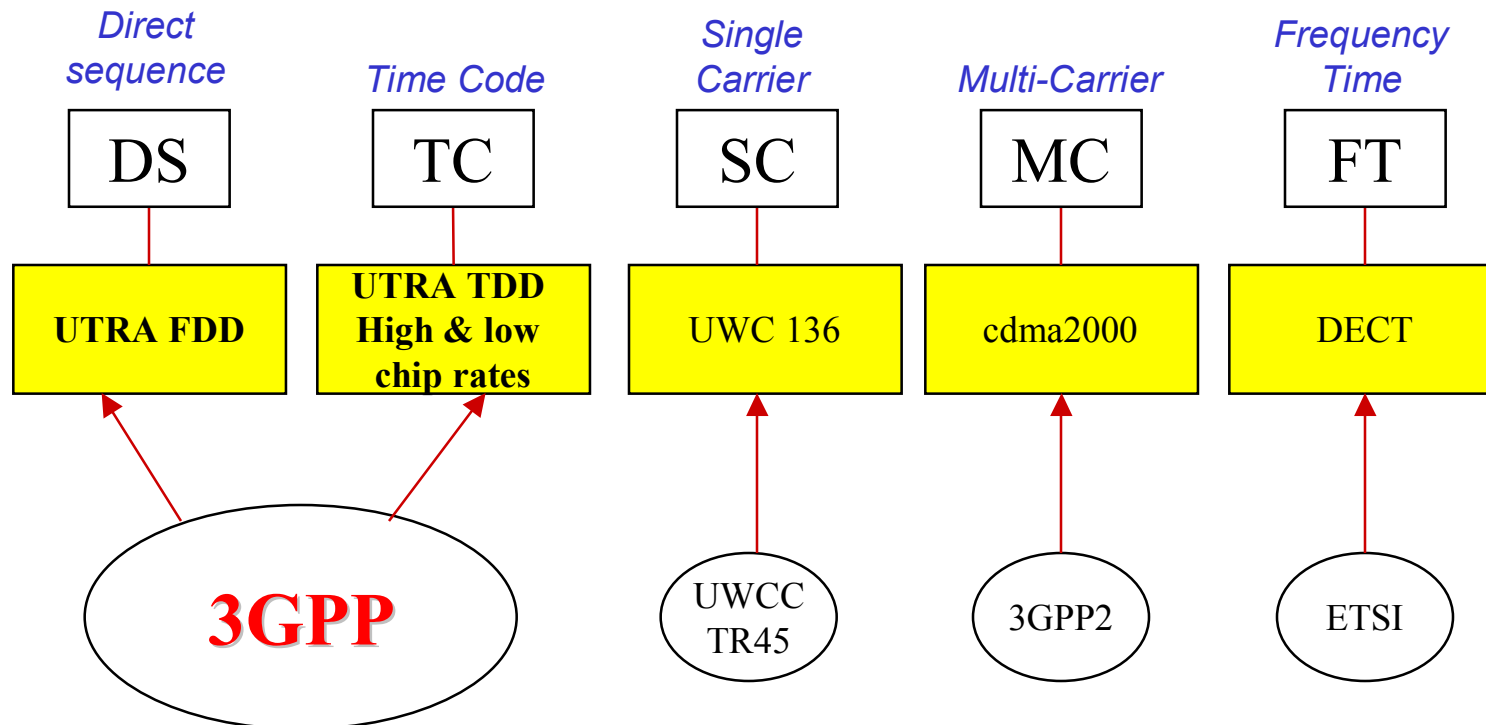 Direct
sequence
Time Code
Single
Carrier
Multi-Carrier
Frequency
Time
DS
TC
SC
MC
FT
UTRA FDD
UTRA TDD
High & low
chip rates
UWC 136
cdma2000
DECT
3GPP
UWCC
TR45
3GPP2
ETSI